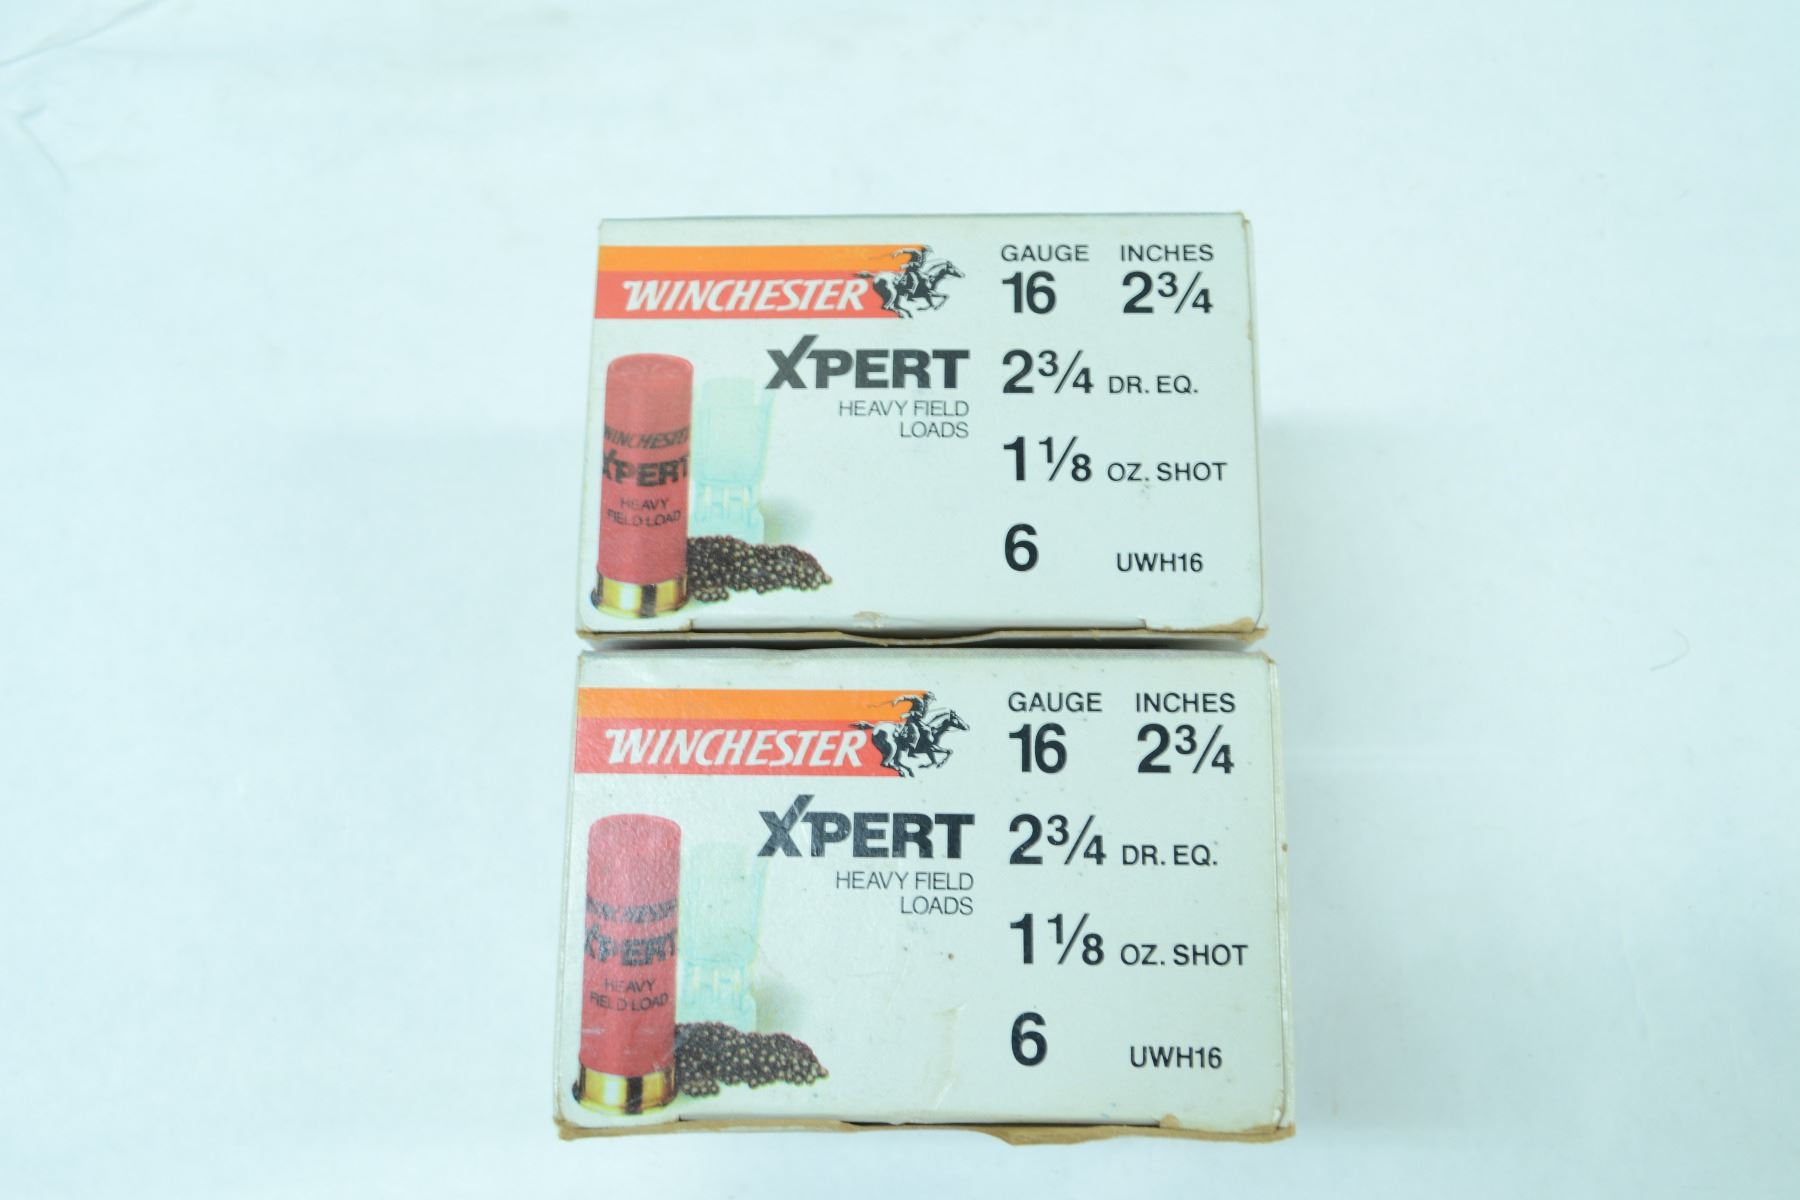 GAUGE INCHES
WINCHESTER 16 2¾
XPERT 2¾ DR. EQ.
HEAVY FIELD
LOADS
WINCHESTER
XPERT 1⅛ OZ. SHOT
HEAVY
FIELD LOAD
6 UWH16
GAUGE INCHES
WINCHESTER 16 2¾
XPERT 2¾ DR. EQ.
HEAVY FIELD
LOADS
WINCHESTER
XPERT 1⅛ OZ. SHOT
HEAVY
FIELD LOAD
6 UWH16